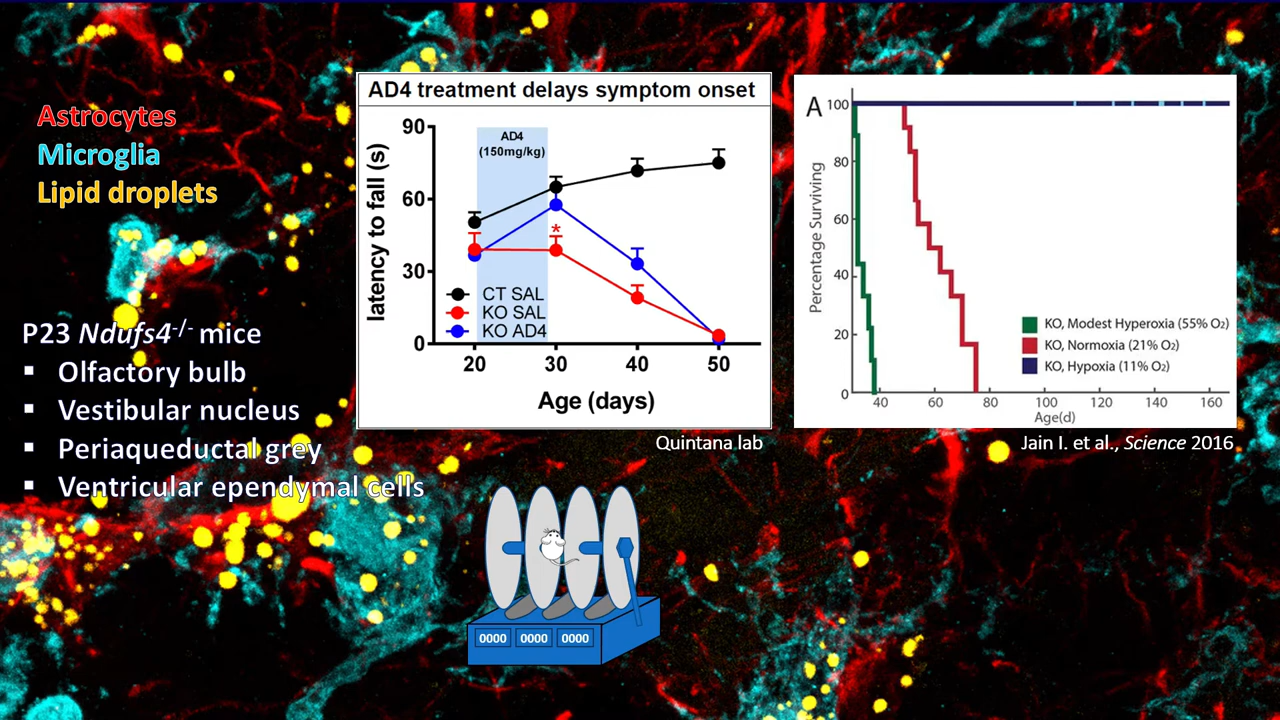 Astrocytes
Microglia
Lipid droplets
P23 Ndufs4-/- mice
▪ Olfactory bulb
▪ Vestibular nucleus
▪ Periaqueductal grey
▪ Ventricular ependymal cells
AD4 treatment delays symptom onset
latency to fall (s)
90
60
30
0
AD4
(150mg/kg)
*
CT SAL
KO SAL
KO AD4
20 30 40 50
Age (days)
Quintana lab
A
Percentage Surviving
100
80
60
40
20
0
KO, Modest Hyperoxia (55% O₂)
KO, Normoxia (21% O₂)
KO, Hypoxia (11% O₂)
40 60 80 100 120 140 160
Age(d)
Jain I. et al., Science 2016
0000 0000 0000